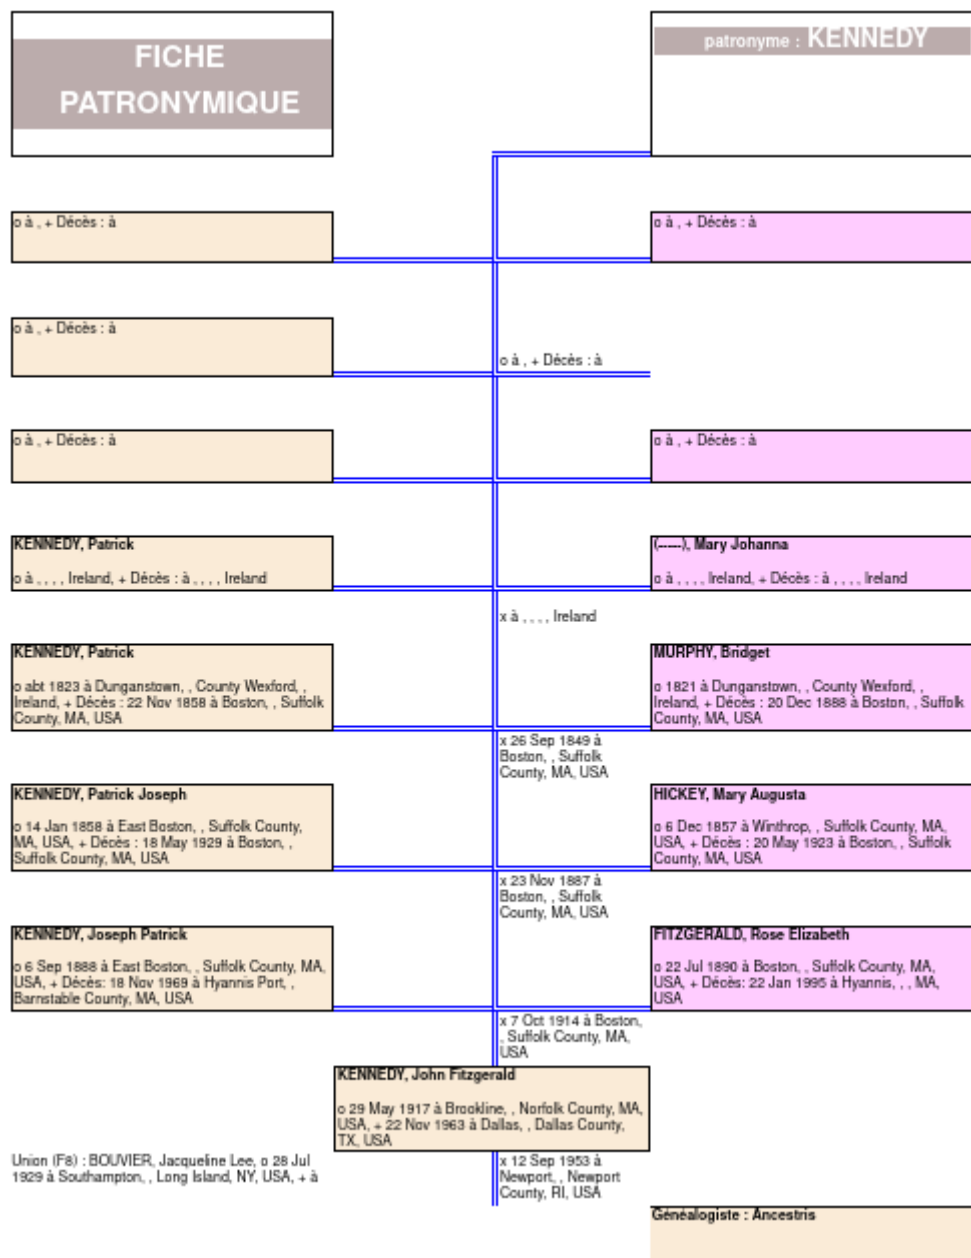 FICHE
PATRONYMIQUE
patronyme : KENNEDY
o à , + Décès : à
o à , + Décès : à
o à , + Décès : à
o à , + Décès : à
o à , + Décès : à
o à , + Décès : à
KENNEDY, Patrick
o à , , , , Ireland, + Décès : à , , , , Ireland
(-----), Mary Johanna
o à , , , , Ireland, + Décès : à , , , , Ireland
x à , , , , Ireland
KENNEDY, Patrick
o abt 1823 à Dunganstown, , County Wexford, ,
Ireland, + Décès : 22 Nov 1858 à Boston, , Suffolk
County, MA, USA
MURPHY, Bridget
o 1821 à Dunganstown, , County Wexford, ,
Ireland, + Décès : 20 Dec 1888 à Boston, , Suffolk
County, MA, USA
x 26 Sep 1849 à
Boston, , Suffolk
County, MA, USA
KENNEDY, Patrick Joseph
o 14 Jan 1858 à East Boston, , Suffolk County,
MA, USA, + Décès : 18 May 1929 à Boston, ,
Suffolk County, MA, USA
HICKEY, Mary Augusta
o 6 Dec 1857 à Winthrop, , Suffolk County, MA,
USA, + Décès : 20 May 1923 à Boston, , Suffolk
County, MA, USA
x 23 Nov 1887 à
Boston, , Suffolk
County, MA, USA
KENNEDY, Joseph Patrick
o 6 Sep 1888 à East Boston, , Suffolk County, MA,
USA, + Décès: 18 Nov 1969 à Hyannis Port, ,
Barnstable County, MA, USA
FITZGERALD, Rose Elizabeth
o 22 Jul 1890 à Boston, , Suffolk County, MA,
USA, + Décès: 22 Jan 1995 à Hyannis, , , MA,
USA
x 7 Oct 1914 à Boston,
, Suffolk County, MA,
USA
KENNEDY, John Fitzgerald
o 29 May 1917 à Brookline, , Norfolk County, MA,
USA, + 22 Nov 1963 à Dallas, , Dallas County,
TX, USA
Union (F8) : BOUVIER, Jacqueline Lee, o 28 Jul
1929 à Southampton, , Long Island, NY, USA, + à
x 12 Sep 1953 à
Newport, , Newport
County, RI, USA
Généalogiste : Ancestris